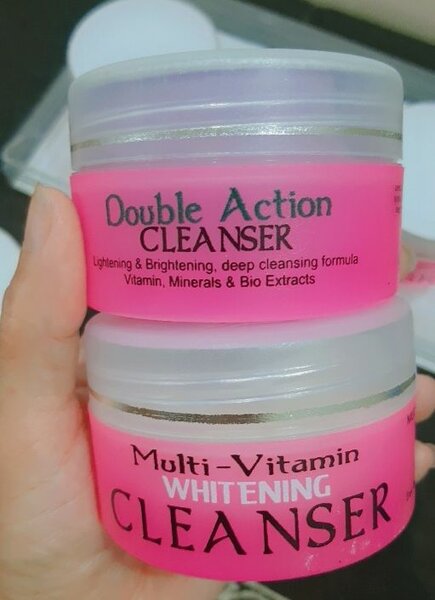 Double Action
CLEANSER
Lightening & Brightening, deep cleansing formula
Vitamin, Minerals & Bio Extracts
Multi-Vitamin
WHITENING
CLEANSER